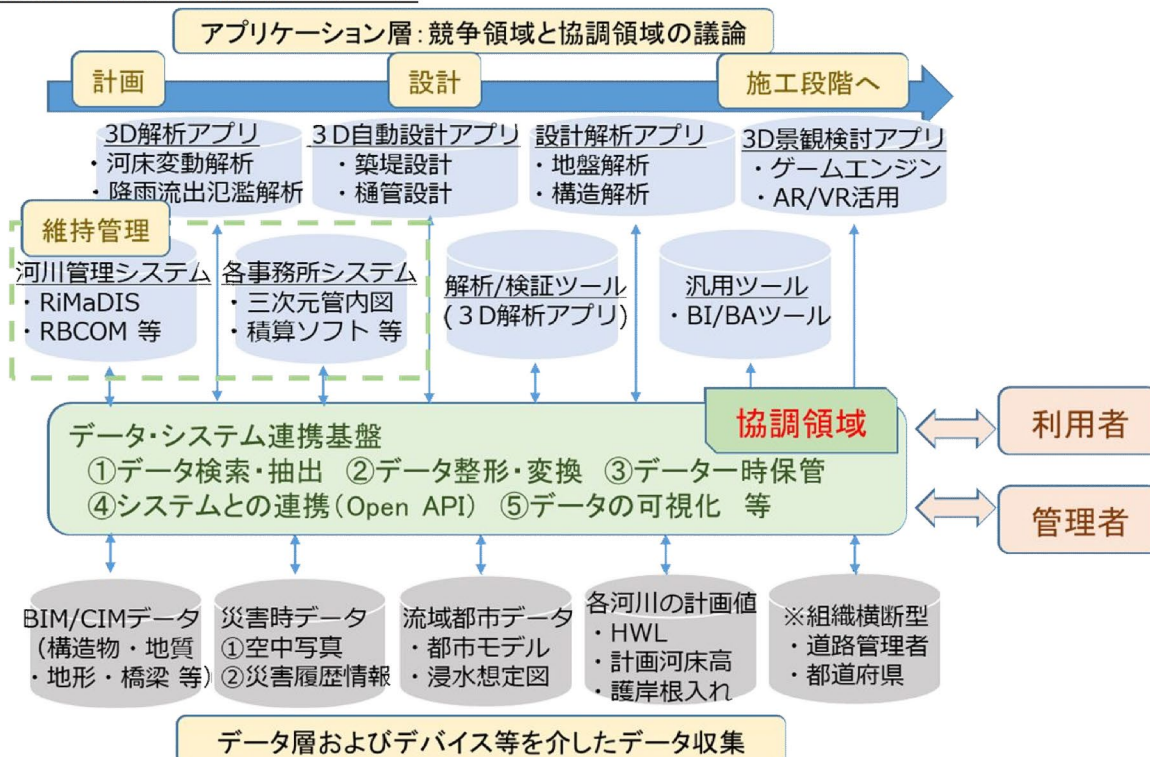 アプリケーション層：競争領域と協調領域の議論
計画
設計
施工段階へ
3D解析アプリ
・河床変動解析
・降雨流出氾濫解析
３D自動設計アプリ
・築堤設計
・樋管設計
設計解析アプリ
・地盤解析
・構造解析
3D景観検討アプリ
・ゲームエンジン
・AR/VR活用
維持管理
河川管理システム
・RiMaDIS
・RBCOM 等
各事務所システム
・三次元管内図
・積算ソフト 等
解析/検証ツール
(３D解析アプリ)
汎用ツール
・BI/BAツール
協調領域
データ・システム連携基盤
①データ検索・抽出 ②データ整形・変換 ③データ一時保管
④システムとの連携(Open API) ⑤データの可視化 等
利用者
管理者
BIM/CIMデータ
(構造物・地質
・地形・橋梁 等)
災害時データ
①空中写真
②災害履歴情報
流域都市データ
・都市モデル
・浸水想定図
各河川の計画値
・HWL
・計画河床高
・護岸根入れ
※組織横断型
・道路管理者
・都道府県
データ層およびデバイス等を介したデータ収集